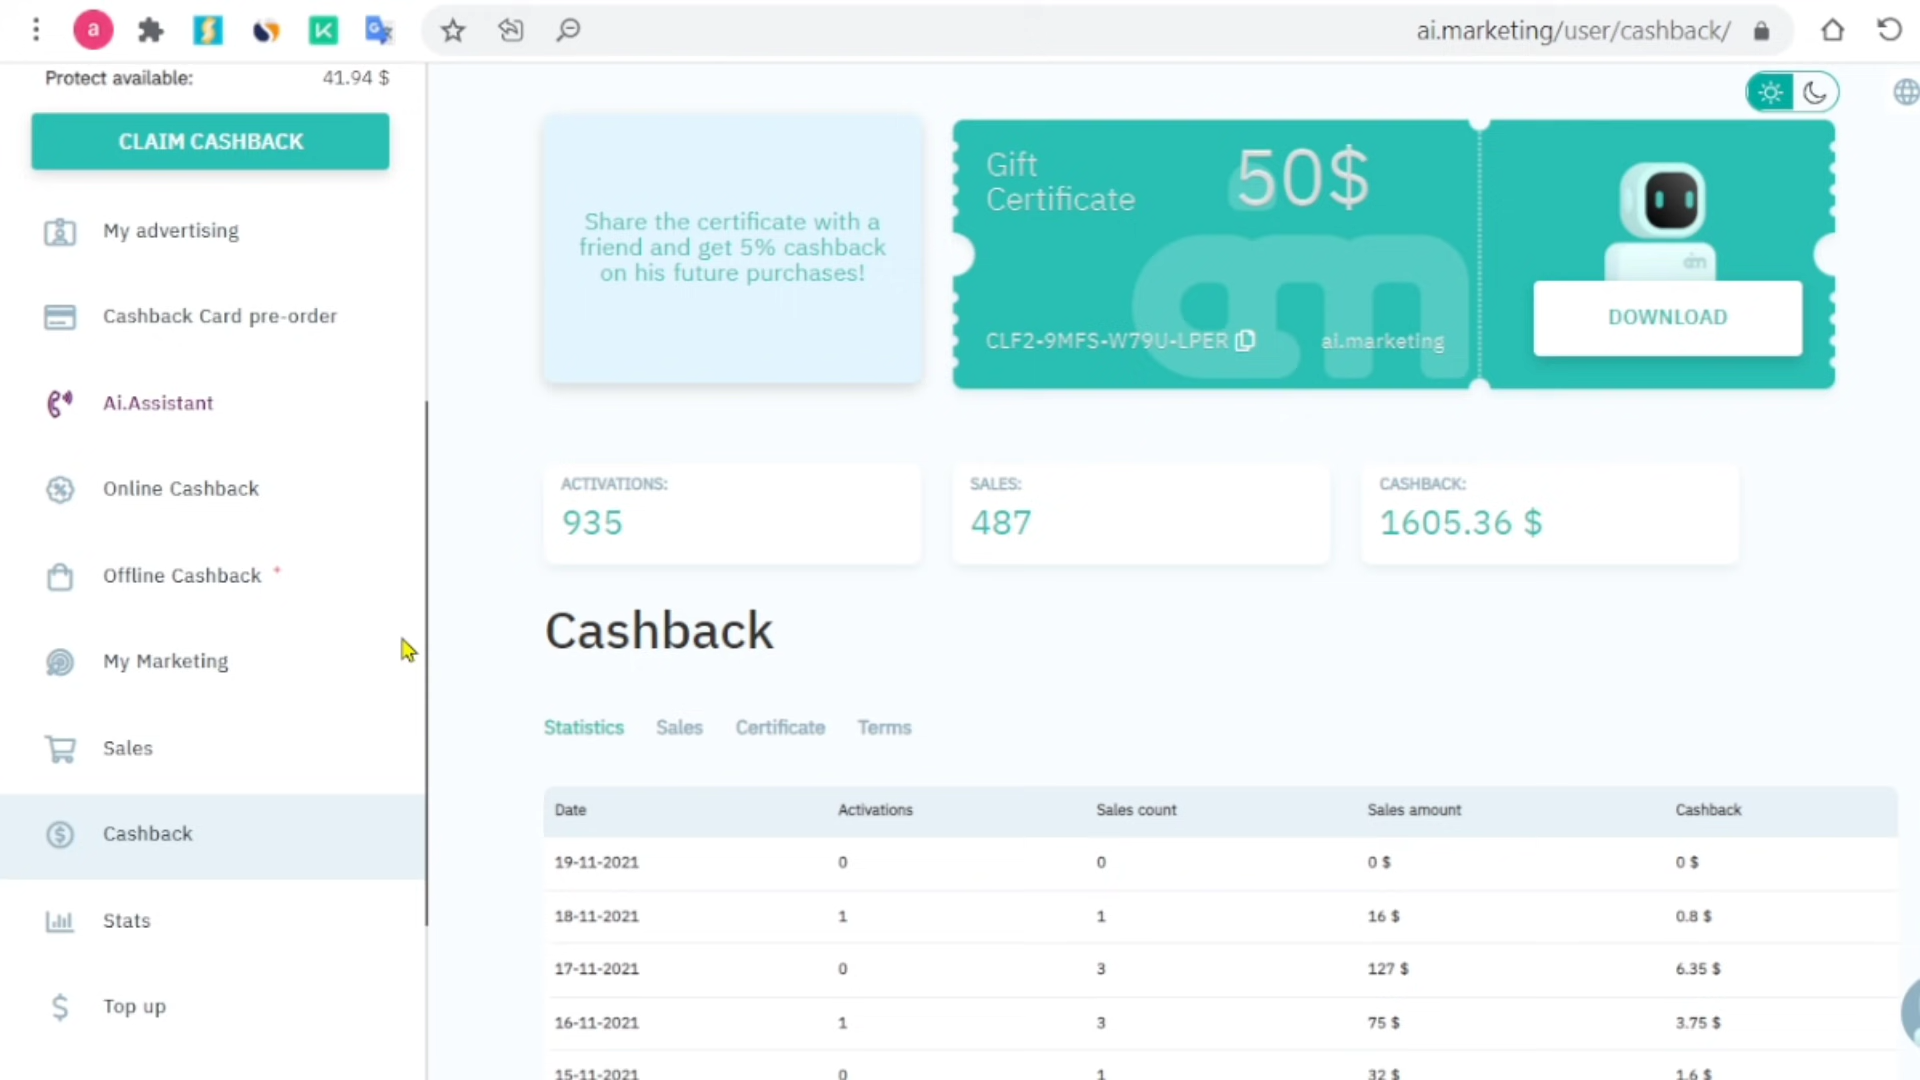 a
ai.marketing/user/cashback/
Protect available: 41.94 $
CLAIM CASHBACK
My advertising
Cashback Card pre-order
Ai.Assistant
Online Cashback
Offline Cashback *
My Marketing
Sales
Cashback
Stats
Top up
Share the certificate with a
friend and get 5% cashback
on his future purchases!
Gift
Certificate
50$
CLF2-9MFS-W79U-LPER
ai.marketing
am
DOWNLOAD
ACTIVATIONS:
935
SALES:
487
CASHBACK:
1605.36 $
Cashback
Statistics Sales Certificate Terms
Date Activations Sales count Sales amount Cashback
19-11-2021 0 0 0 $ 0 $
18-11-2021 1 1 16 $ 0.8 $
17-11-2021 0 3 127 $ 6.35 $
16-11-2021 1 3 75 $ 3.75 $
15-11-2021 0 1 32 $ 1.6 $